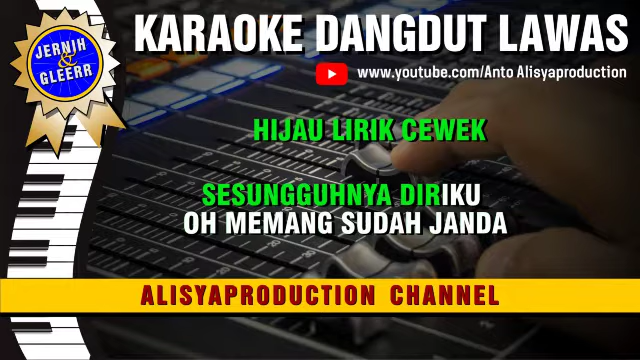 JERNIH
&
GLEERR
KARAOKE DANGDUT LAWAS
www.youtube.com/Anto Alisyaproduction
HIJAU LIRIK CEWEK
SESUNGGUHNYA DIRIKU
OH MEMANG SUDAH JANDA
ALISYAPRODUCTION CHANNEL